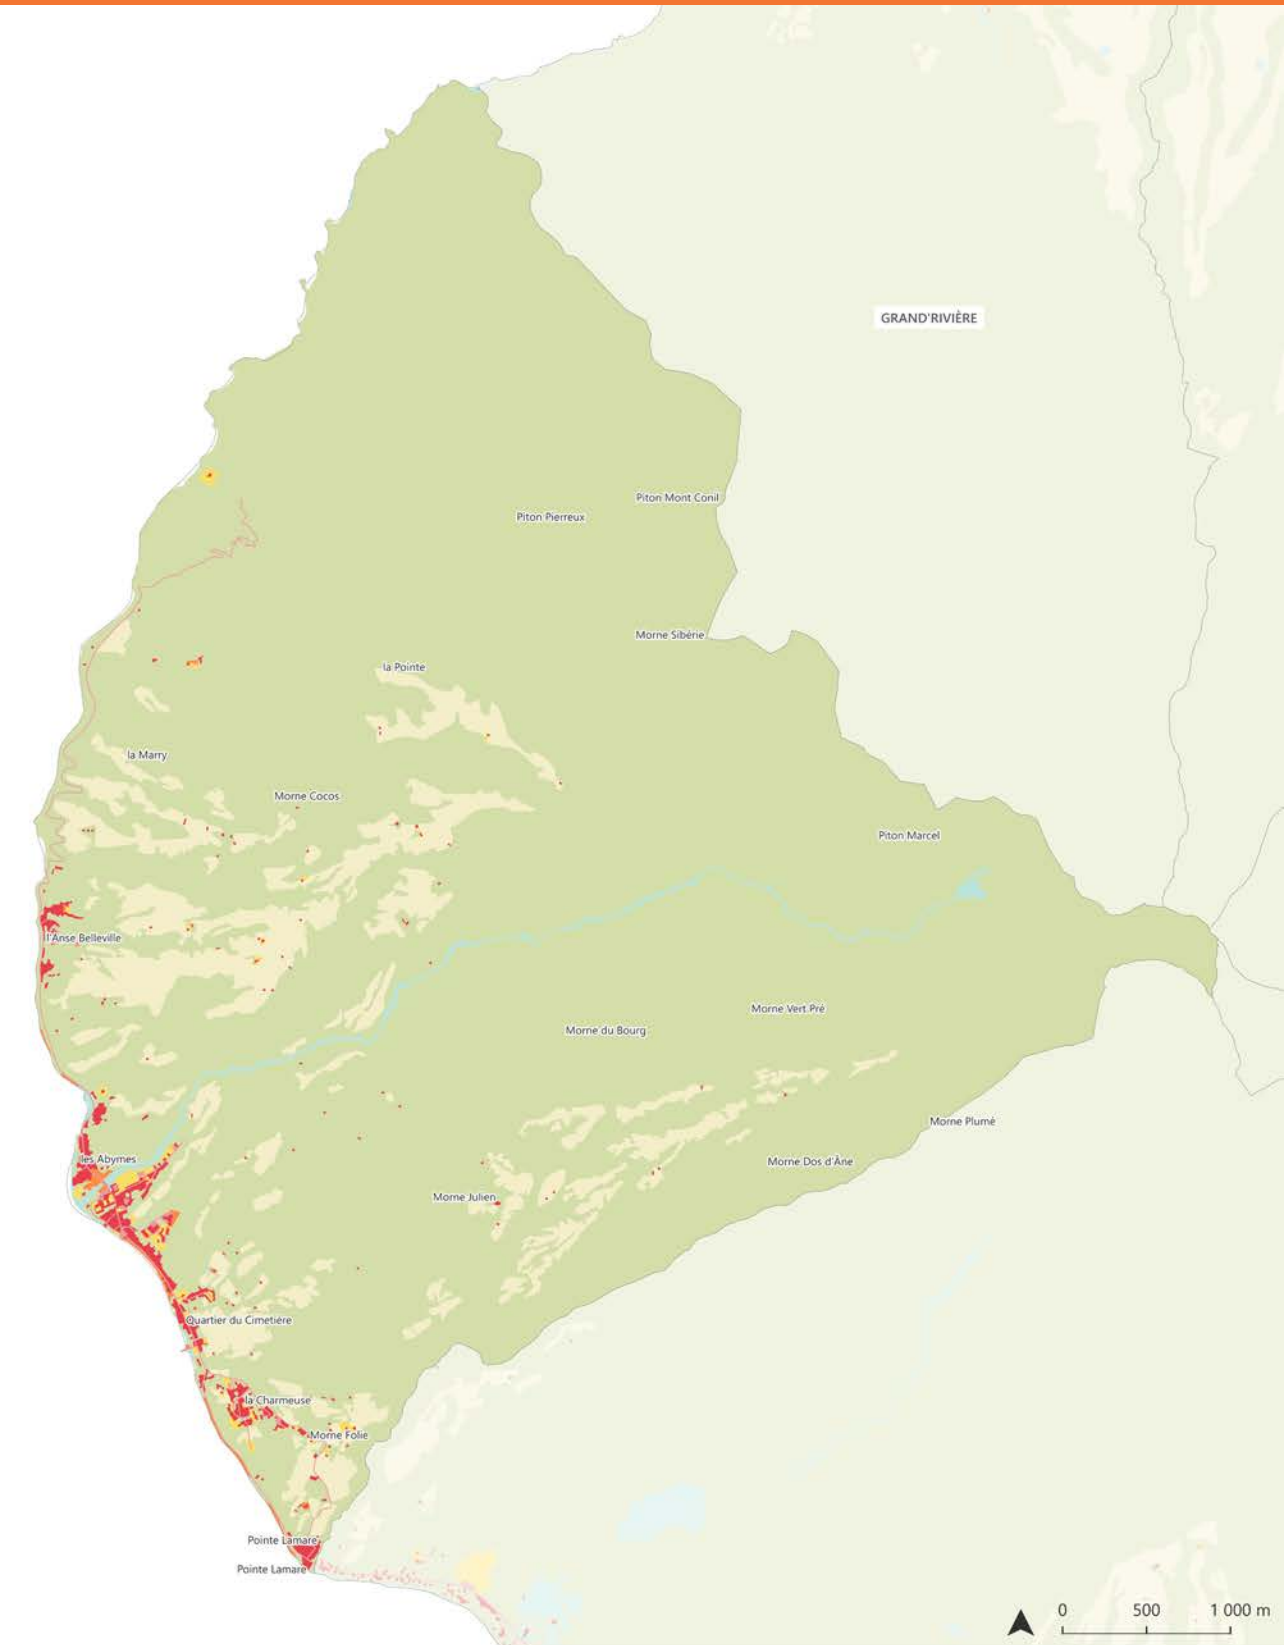 GRAND'RIVIÈRE
Piton Mont Conil
Piton Pierreux
Morne Sibérie
la Pointe
la Marry
Morne Cocos
Piton Marcel
l'Anse Belleville
Morne Vert Pré
Morne du Bourg
Morne Plumé
les Abymes
Morne Dos d'Âne
Morne Julien
Quartier du Cimetière
la Charmeuse
Morne Folie
Pointe Lamare
Pointe Lamare
0 500 1 000 m